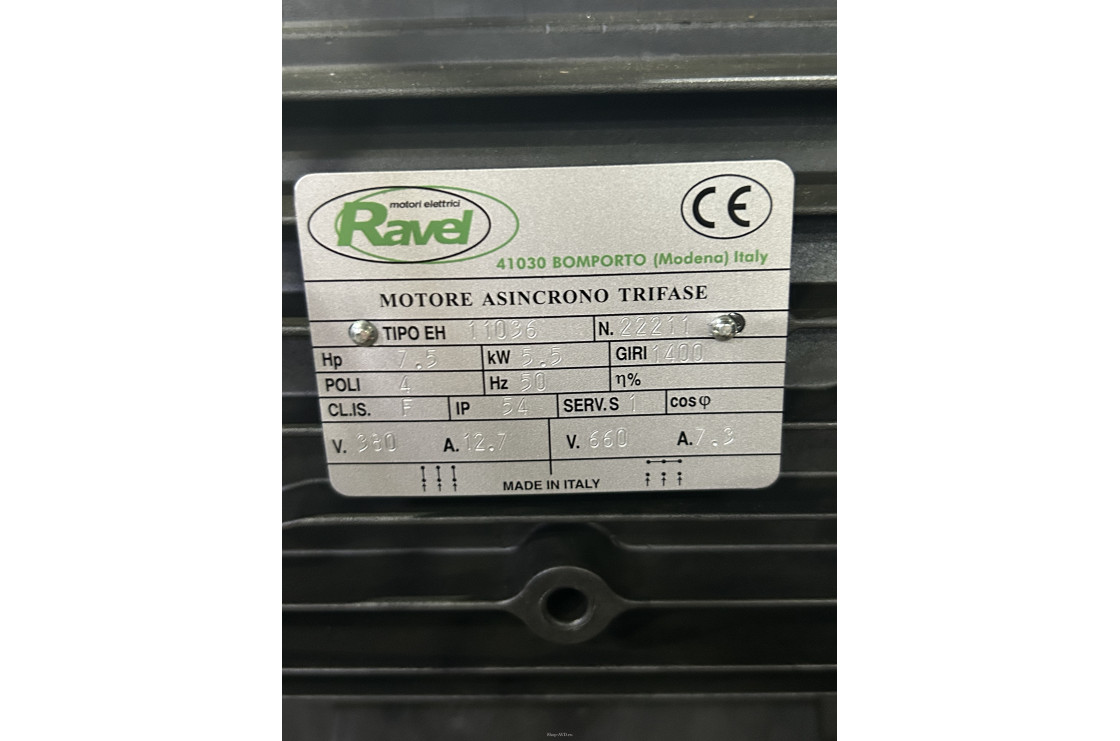 motori elettrici
Ravel
CE
41030 BOMPORTO (Modena) Italy
MOTORE ASINCRONO TRIFASE
TIPO EH 11036 N. 22211
Hp 7.5 kW 5.5 GIRI 1400
POLI 4 Hz 50 η%
CL.IS. F IP 54 SERV. S 1 cos φ
V. 380 A. 12.7 V. 660 A. 7.3
MADE IN ITALY